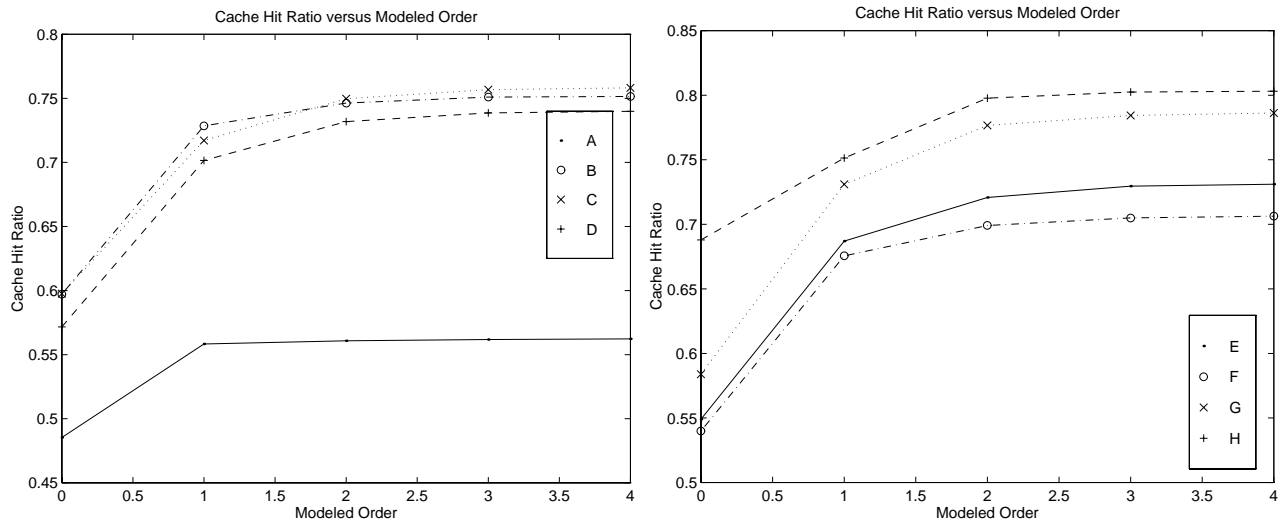 Cache Hit Ratio versus Modeled Order
0.8
0.75
0.7
0.65
0.6
0.55
0.5
0.45
Cache Hit Ratio
0 0.5 1 1.5 2 2.5 3 3.5 4
Modeled Order
A
B
C
D
Cache Hit Ratio versus Modeled Order
0.85
0.8
0.75
0.7
0.65
0.6
0.55
0.5
Cache Hit Ratio
0 0.5 1 1.5 2 2.5 3 3.5 4
Modeled Order
E
F
G
H